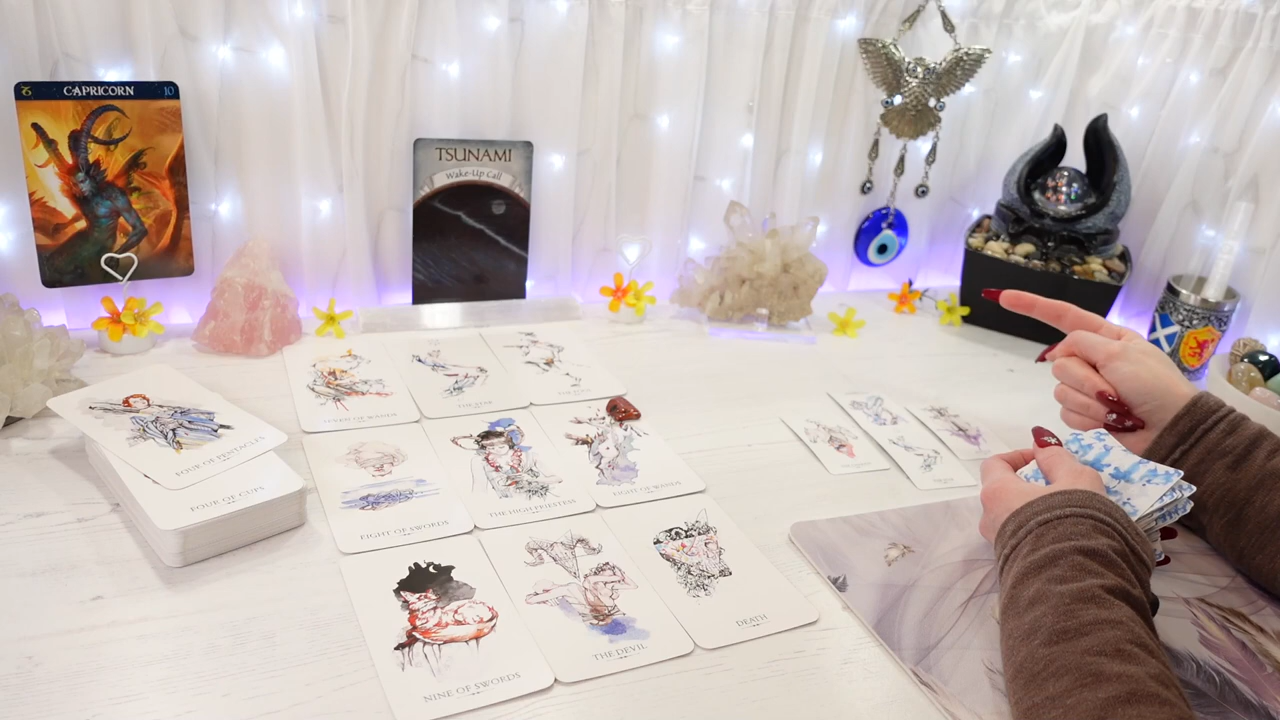 CAPRICORN 10
TSUNAMI
Wake-Up Call
SEVEN OF WANDS
THE STAR
EIGHT OF SWORDS
THE HIGH PRIESTESS
EIGHT OF WANDS
NINE OF SWORDS
THE DEVIL
DEATH
FOUR OF PENTACLES
FOUR OF CUPS